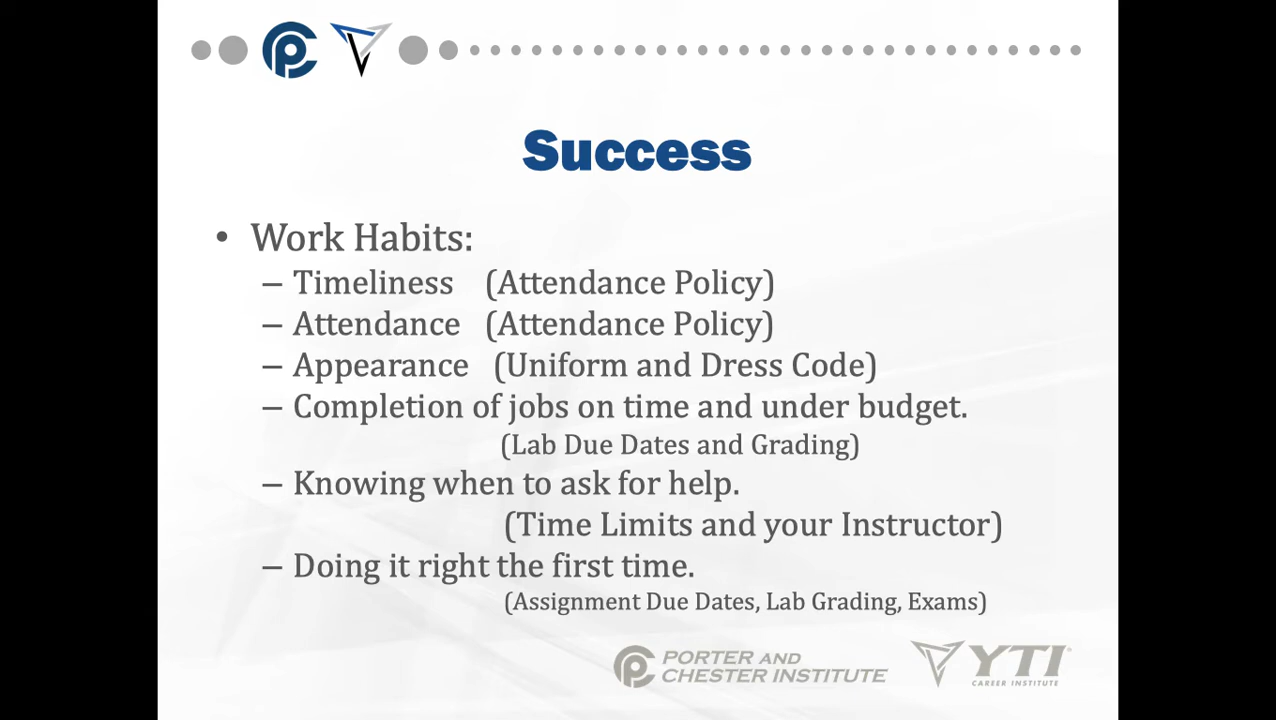 Success
• Work Habits:
– Timeliness (Attendance Policy)
– Attendance (Attendance Policy)
– Appearance (Uniform and Dress Code)
– Completion of jobs on time and under budget.
(Lab Due Dates and Grading)
– Knowing when to ask for help.
(Time Limits and your Instructor)
– Doing it right the first time.
(Assignment Due Dates, Lab Grading, Exams)
PORTER AND
CHESTER INSTITUTE
YTI®
CAREER INSTITUTE